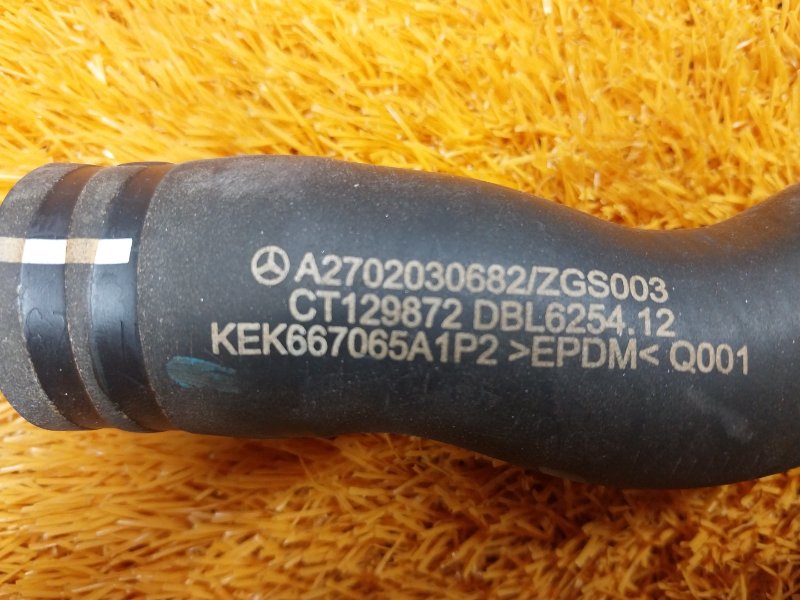 A2702030682/ZGS003
CT129872 DBL6254.12
KEK667065A1P2 >EPDM< Q001